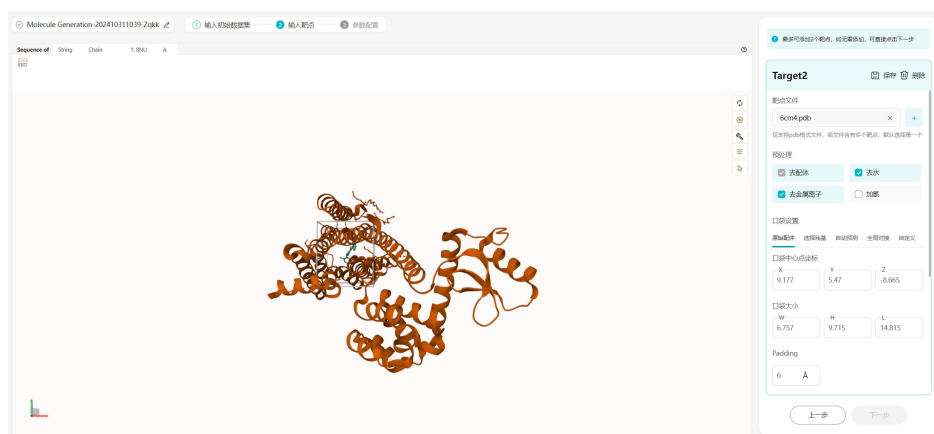 Molecule Generation-202410311039-Zqkk
1 输入初始数据集 2 输入靶点 3 参数配置
Sequence of String Chain 1: 8NU A
最多可添加2个靶点，如无需添加，可直接点击下一步
Target2 保存 删除
靶点文件
6cm4.pdb × +
仅支持pdb格式文件，若文件含有多个靶点，默认选择第一个
预处理
去配体 去水
去金属离子 加氢
口袋设置
原始配体 选择残基 自动预测 全局对接 自定义
口袋中心点坐标
X Y Z
9.177 5.47 -8.665
口袋大小
W H L
6.757 9.715 14.815
Padding
6 Å
上一步 下一步